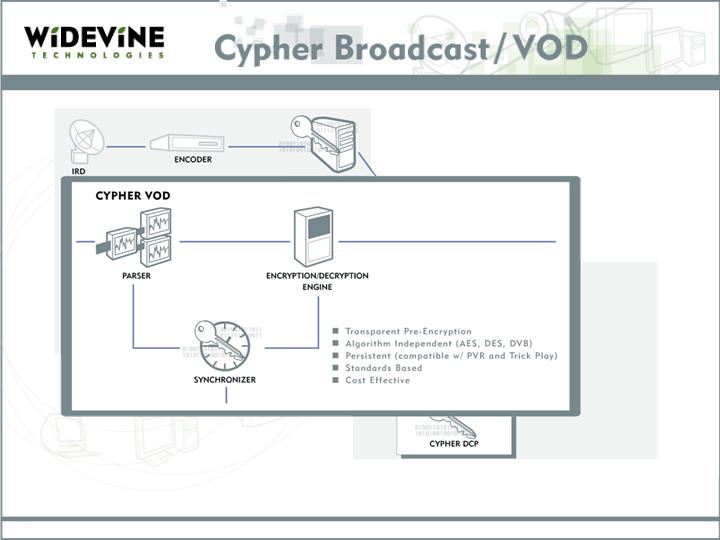 WiDEViNE
TECHNOLOGIES
Cypher Broadcast/VOD
ENCODER
IRD
CYPHER VOD
PARSER
ENCRYPTION/DECRYPTION
ENGINE
SYNCHRONIZER
Transparent Pre-Encryption
Algorithm Independent (AES, DES, DVB)
Persistent (compatible w/ PVR and Trick Play)
Standards Based
Cost Effective
CYPHER DCP